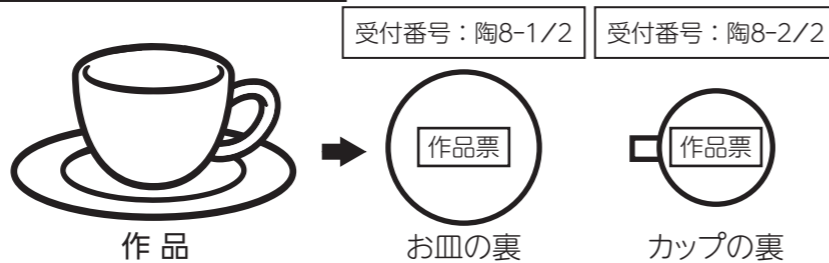 受付番号：陶8-1/2
受付番号：陶8-2/2
作品票
作品票
作 品
お皿の裏
カップの裏